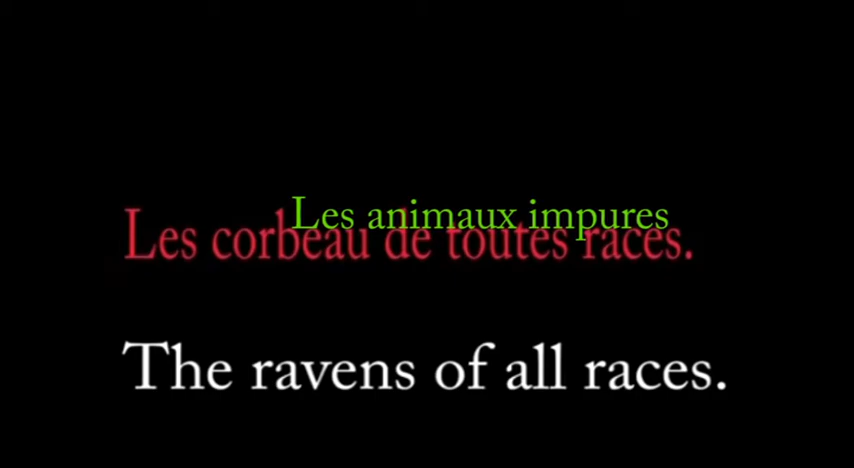 Les animaux impures
Les corbeau de toutes races.
The ravens of all races.